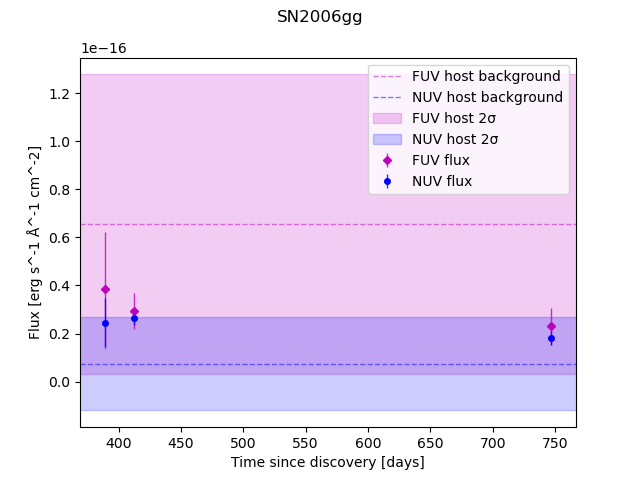 SN2006gg
1e−16
FUV host background
NUV host background
FUV host 2σ
NUV host 2σ
FUV flux
NUV flux
1.2
1.0
0.8
0.6
0.4
0.2
0.0
Flux [erg s^-1 Å^-1 cm^-2]
400 450 500 550 600 650 700 750
Time since discovery [days]